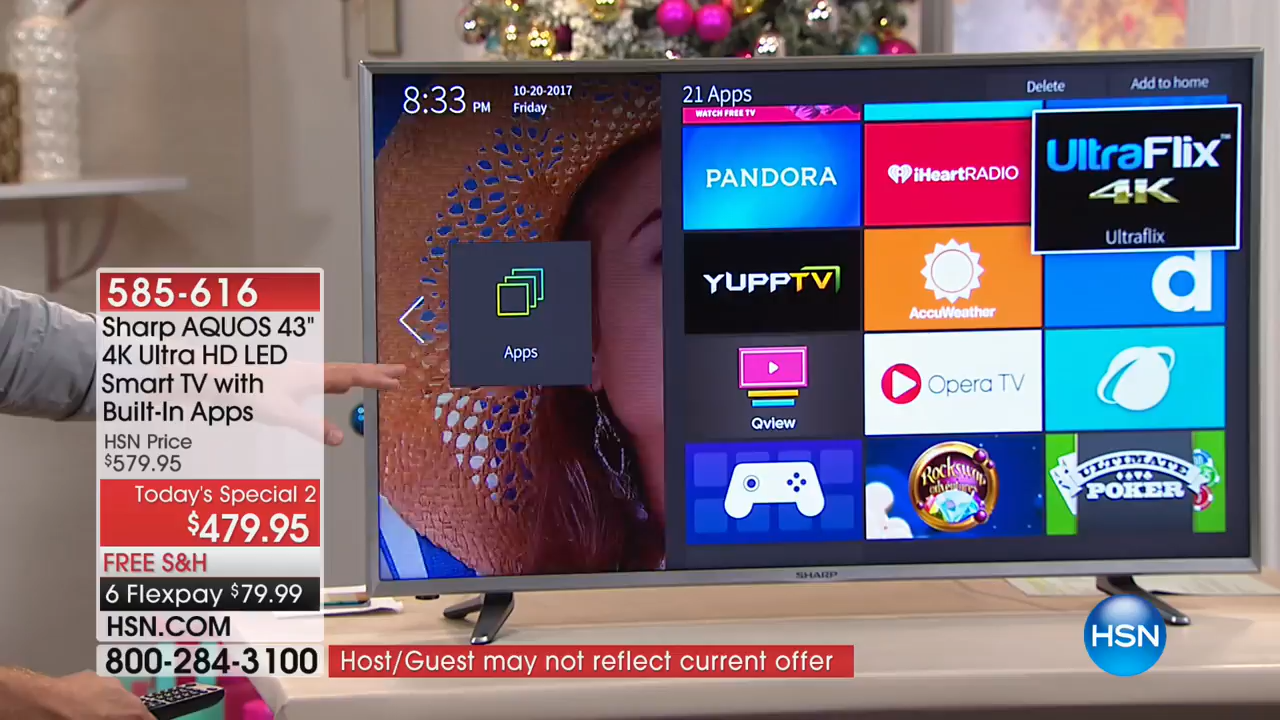 585-616
Sharp AQUOS 43"
4K Ultra HD LED
Smart TV with
Built-In Apps
HSN Price
$579.95
Today's Special 2
$479.95
FREE S&H
6 Flexpay $79.99
HSN.COM
800-284-3100
Host/Guest may not reflect current offer
HSN
8:33 PM
10-20-2017
Friday
Apps
21 Apps
Delete
Add to home
WATCH FREE TV
PANDORA
iHeartRADIO
ULTRAFLIX™
4K
Ultraflix
YUPPTV
AccuWeather
d
Qview
Opera TV
Rockswap
adventures
ULTIMATE
POKER
SHARP